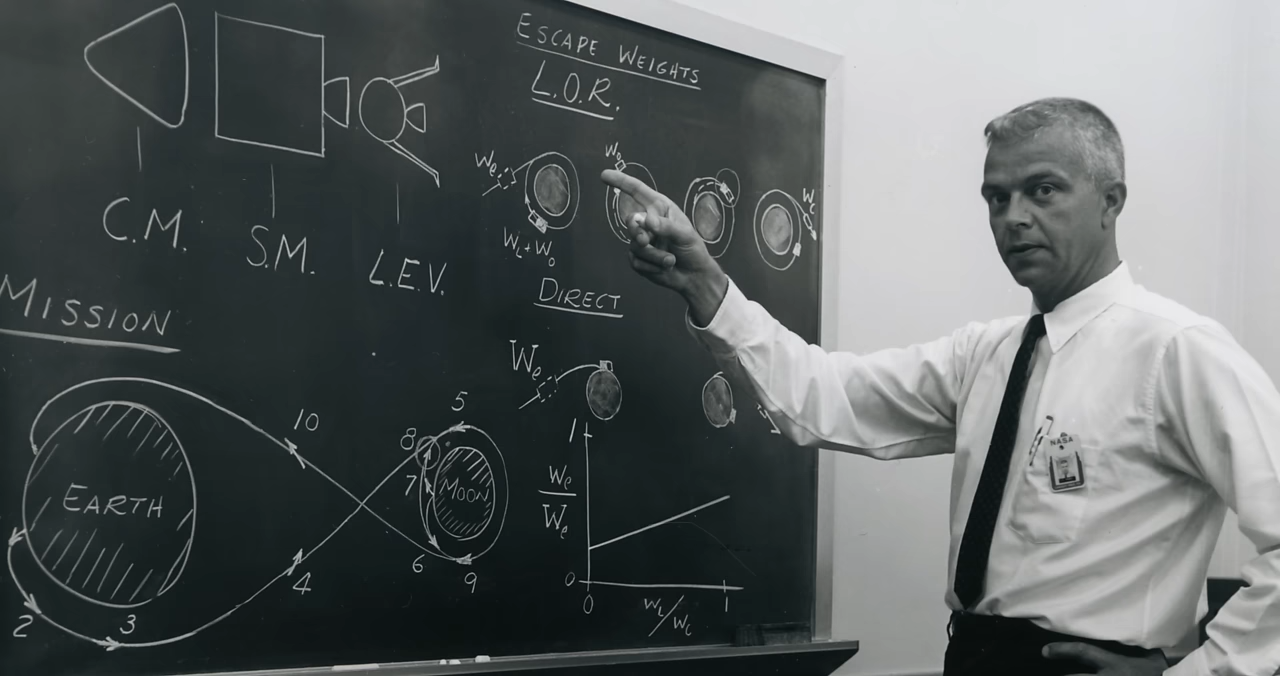 ESCAPE WEIGHTS
L.O.R.
C.M.
S.M.
L.E.V.
We
Wo
Wc
WL+Wo
DIRECT
We
MISSION
EARTH
MOON
10
5
8
7
6
9
4
3
2
1
We
We
0
0
1
WL/Wc
NASA